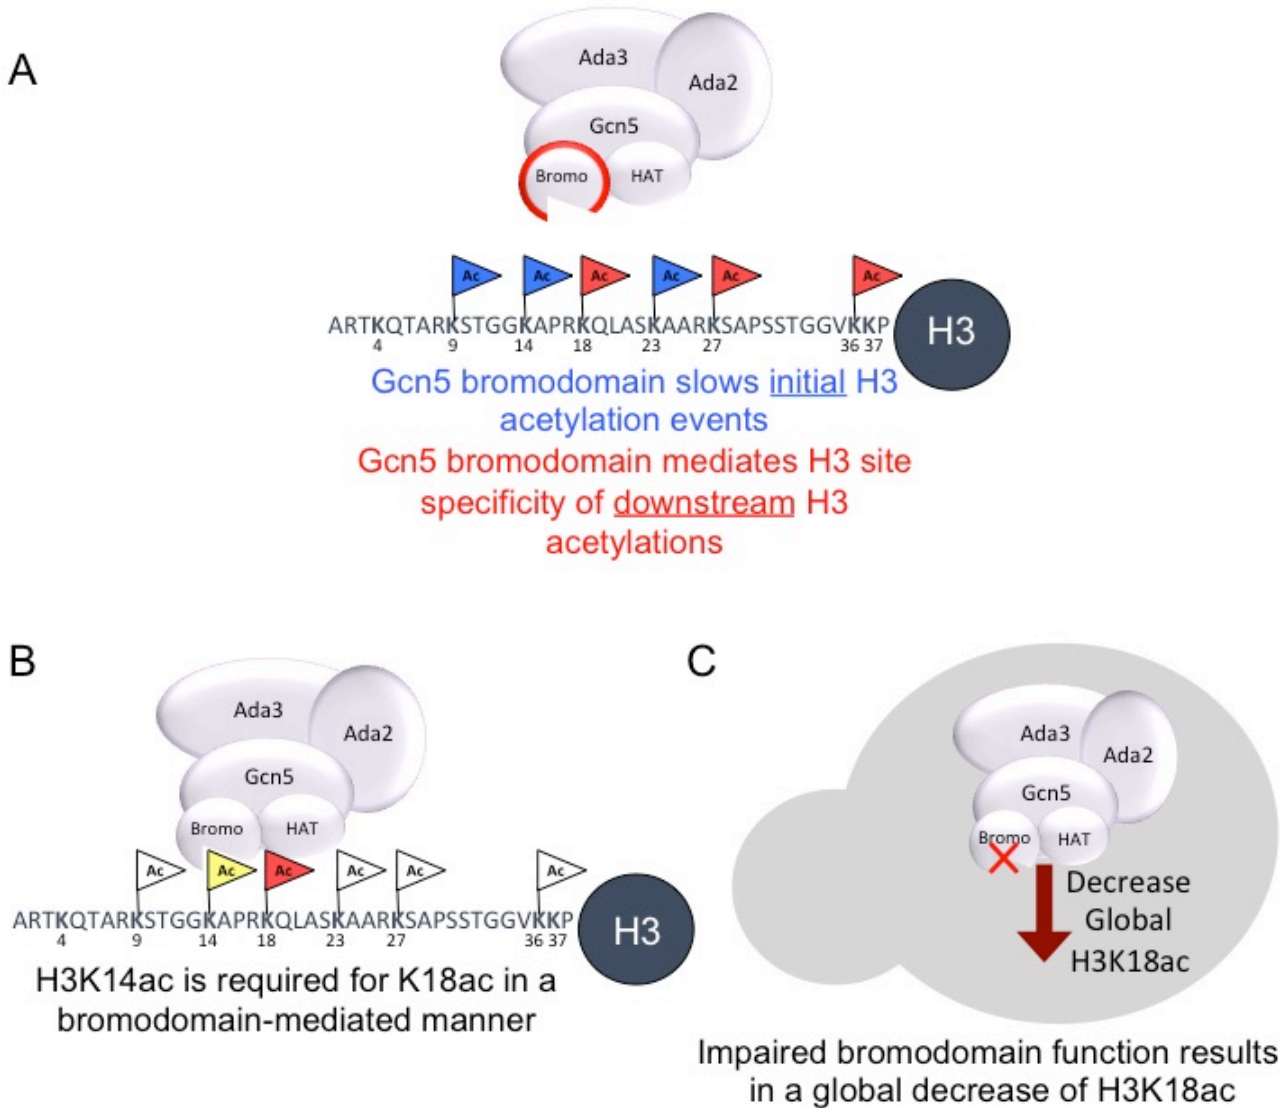 A
Ada3
Ada2
Gcn5
Bromo
HAT
Ac Ac Ac Ac Ac Ac
ARTKQTARKSTGGKAPRKQLASKAARKSAPSSTGGVKKP
4 9 14 18 23 27 36 37
H3
Gcn5 bromodomain slows initial H3
acetylation events
Gcn5 bromodomain mediates H3 site
specificity of downstream H3
acetylations
B
Ada3
Ada2
Gcn5
Bromo
HAT
Ac Ac Ac Ac Ac Ac
ARTKQTARKSTGGKAPRKQLASKAARKSAPSSTGGVKKP
4 9 14 18 23 27 36 37
H3
H3K14ac is required for K18ac in a
bromodomain-mediated manner
C
Ada3
Ada2
Gcn5
Bromo
HAT
Decrease
Global
H3K18ac
Impaired bromodomain function results
in a global decrease of H3K18ac